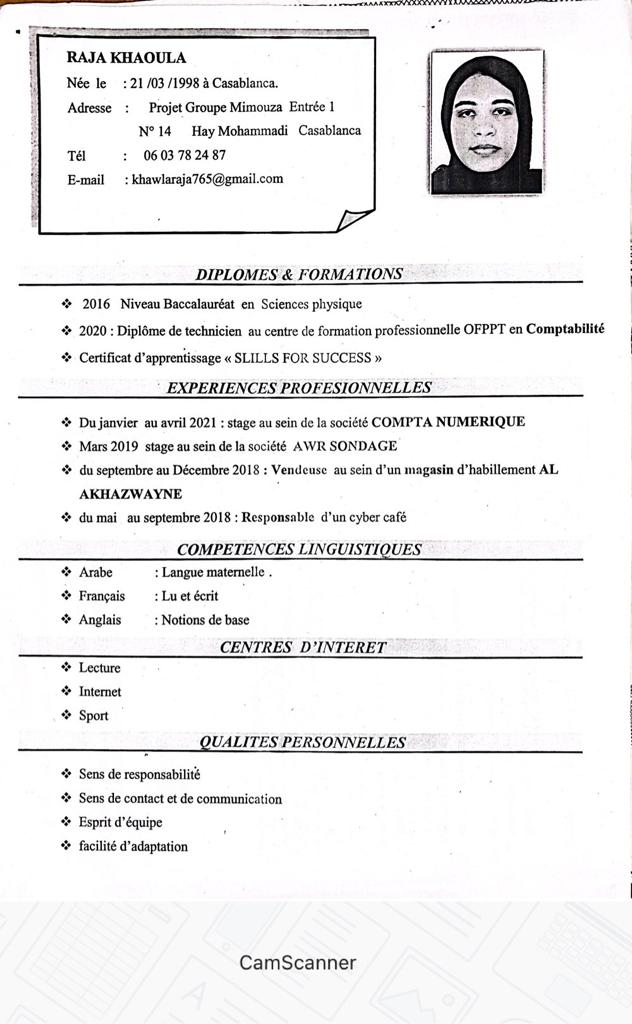 RAJA KHAOULA
Née le : 21 /03 /1998 à Casablanca.
Adresse : Projet Groupe Mimouza Entrée 1
N° 14 Hay Mohammadi Casablanca
Tél : 06 03 78 24 87
E-mail : khawlaraja765@gmail.com
DIPLOMES & FORMATIONS
❖ 2016 Niveau Baccalauréat en Sciences physique
❖ 2020 : Diplôme de technicien au centre de formation professionnelle OFPPT en Comptabilité
❖ Certificat d'apprentissage « SLILLS FOR SUCCESS »
EXPERIENCES PROFESIONNELLES
❖ Du janvier au avril 2021 : stage au sein de la société COMPTA NUMERIQUE
❖ Mars 2019 stage au sein de la société AWR SONDAGE
❖ du septembre au Décembre 2018 : Vendeuse au sein d'un magasin d'habillement AL
AKHAZWAYNE
❖ du mai au septembre 2018 : Responsable d'un cyber café
COMPETENCES LINGUISTIQUES
❖ Arabe : Langue maternelle .
❖ Français : Lu et écrit
❖ Anglais : Notions de base
CENTRES D'INTERET
❖ Lecture
❖ Internet
❖ Sport
QUALITES PERSONNELLES
❖ Sens de responsabilité
❖ Sens de contact et de communication
❖ Esprit d'équipe
❖ facilité d'adaptation
CamScanner